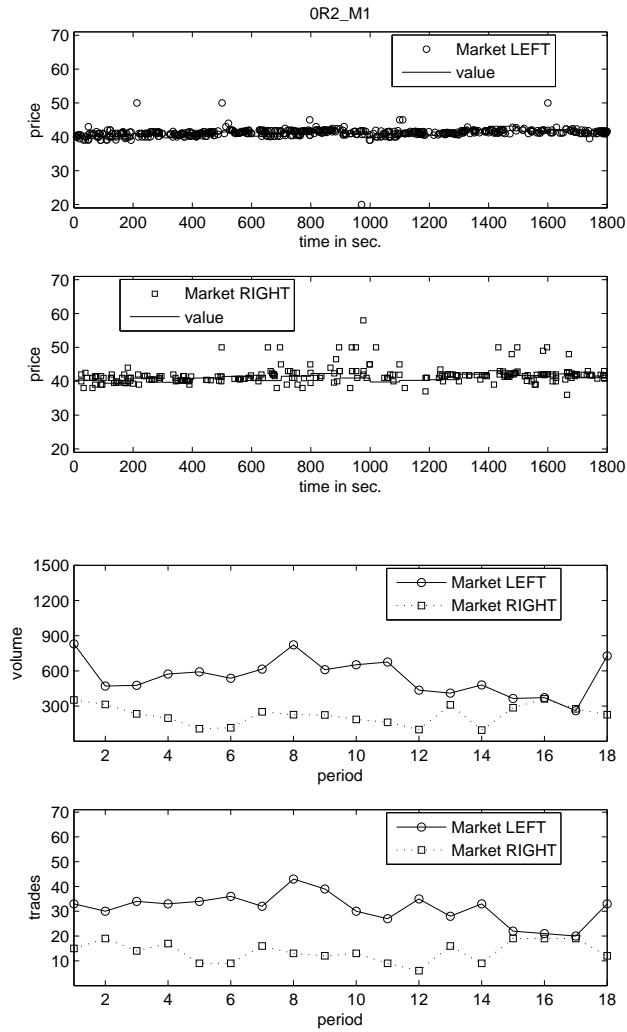 0R2_M1
70
60
50
40
30
20
price
Market LEFT
value
0 200 400 600 800 1000 1200 1400 1600 1800
time in sec.
70
60
50
40
30
20
price
Market RIGHT
value
0 200 400 600 800 1000 1200 1400 1600 1800
time in sec.
1500
1200
900
600
300
volume
Market LEFT
Market RIGHT
2 4 6 8 10 12 14 16 18
period
70
60
50
40
30
20
10
trades
Market LEFT
Market RIGHT
2 4 6 8 10 12 14 16 18
period